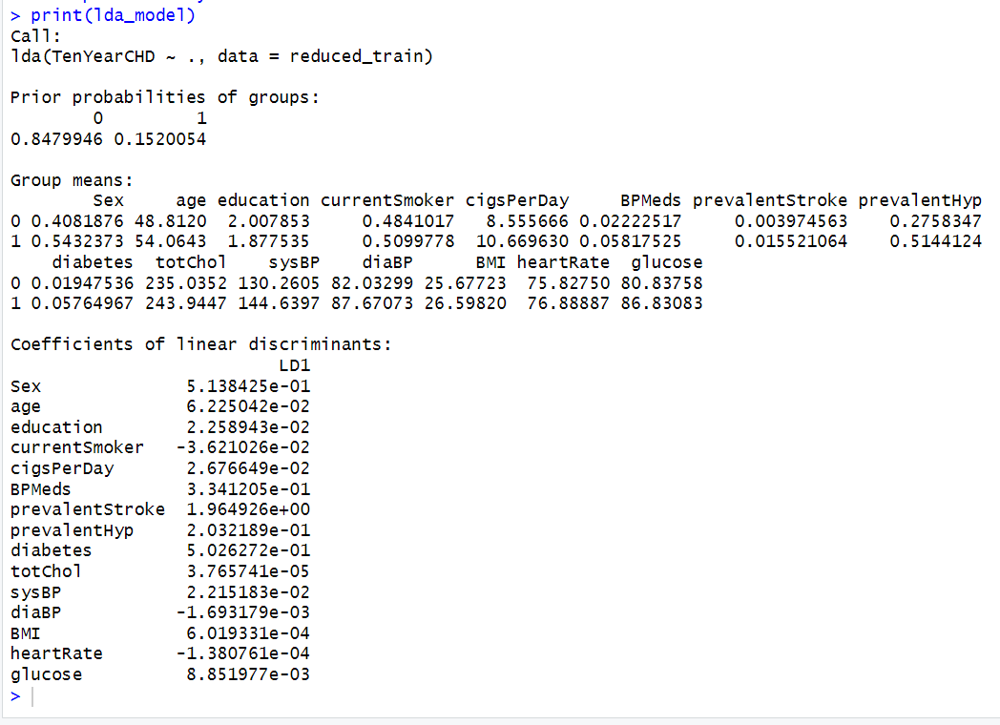 > print(lda_model)
Call:
lda(TenYearCHD ~ ., data = reduced_train)
Prior probabilities of groups:
        0         1
0.8479946 0.1520054
Group means:
        Sex     age education currentSmoker cigsPerDay     BPMeds prevalentStroke prevalentHyp
0 0.4081876 48.8120  2.007853     0.4841017   8.555666 0.02222517     0.003974563    0.2758347
1 0.5432373 54.0643  1.877535     0.5099778  10.669630 0.05817525     0.015521064    0.5144124
    diabetes  totChol    sysBP    diaBP      BMI heartRate  glucose
0 0.01947536 235.0352 130.2605 82.03299 25.67723  75.82750 80.83758
1 0.05764967 243.9447 144.6397 87.67073 26.59820  76.88887 86.83083
Coefficients of linear discriminants:
                          LD1
Sex              5.138425e-01
age              6.225042e-02
education        2.258943e-02
currentSmoker   -3.621026e-02
cigsPerDay       2.676649e-02
BPMeds           3.341205e-01
prevalentStroke  1.964926e+00
prevalentHyp     2.032189e-01
diabetes         5.026272e-01
totChol          3.765741e-05
sysBP            2.215183e-02
diaBP           -1.693179e-03
BMI              6.019331e-04
heartRate       -1.380761e-04
glucose          8.851977e-03
>